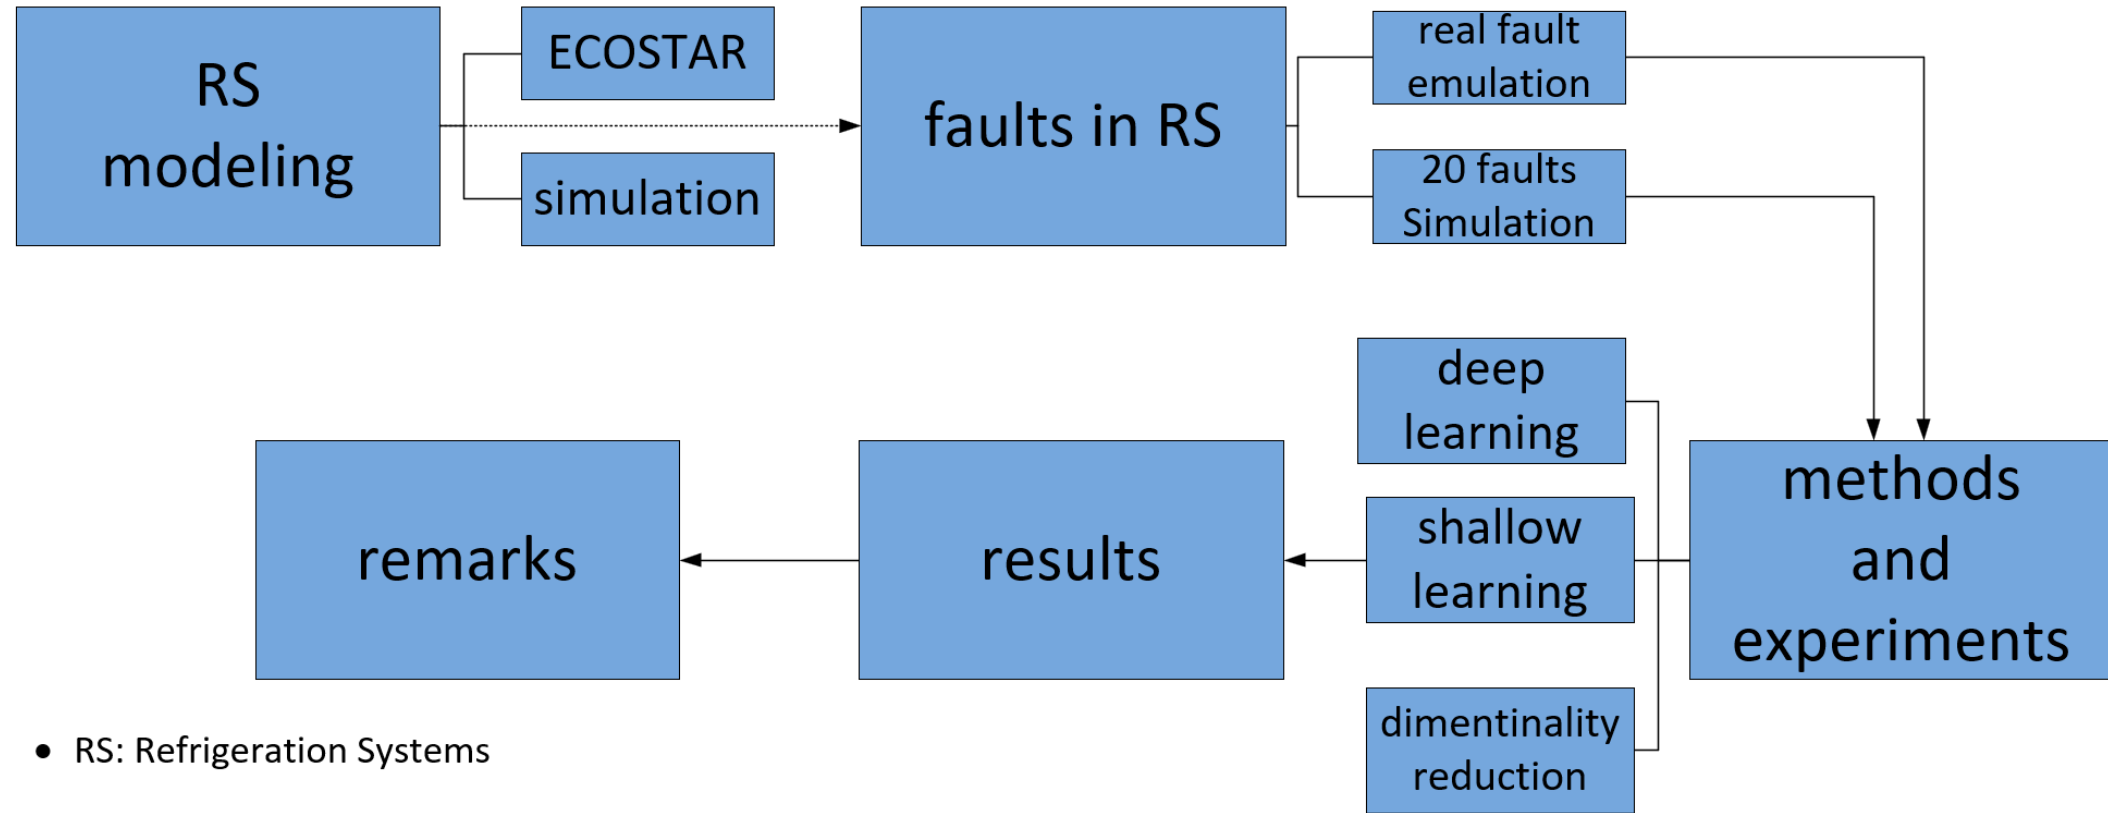 RS
modeling
ECOSTAR
simulation
faults in RS
real fault
emulation
20 faults
Simulation
deep
learning
shallow
learning
dimentinality
reduction
methods
and
experiments
results
remarks
• RS: Refrigeration Systems